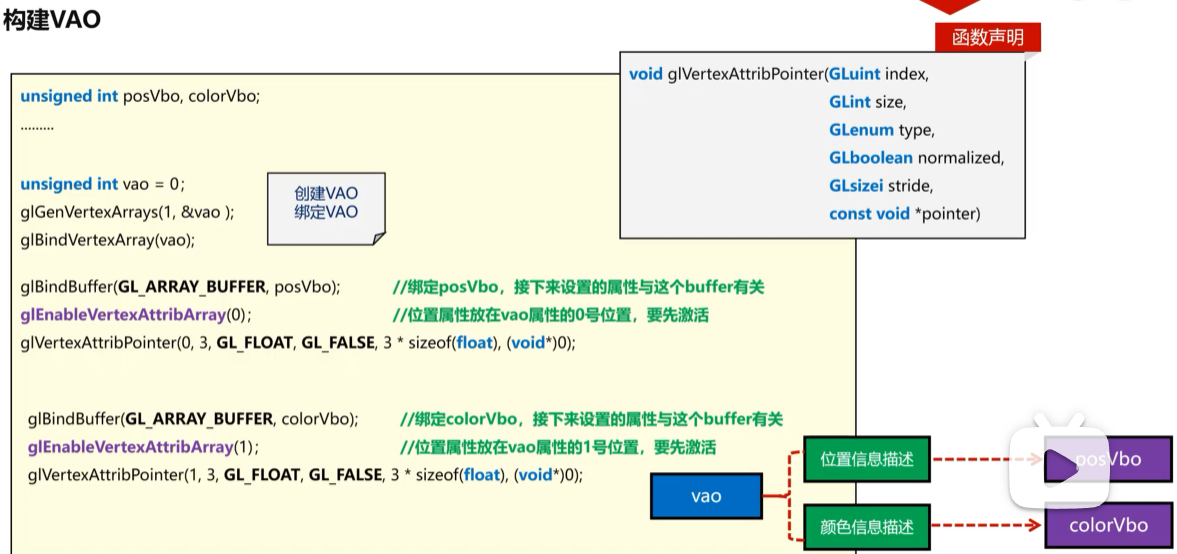 构建VAO
函数声明
void glVertexAttribPointer(GLuint index,
GLint size,
GLenum type,
GLboolean normalized,
GLsizei stride,
const void *pointer)
unsigned int posVbo, colorVbo;
.........
unsigned int vao = 0;
glGenVertexArrays(1, &vao );
glBindVertexArray(vao);
创建VAO
绑定VAO
glBindBuffer(GL_ARRAY_BUFFER, posVbo); //绑定posVbo，接下来设置的属性与这个buffer有关
glEnableVertexAttribArray(0); //位置属性放在vao属性的0号位置，要先激活
glVertexAttribPointer(0, 3, GL_FLOAT, GL_FALSE, 3 * sizeof(float), (void*)0);
glBindBuffer(GL_ARRAY_BUFFER, colorVbo); //绑定colorVbo，接下来设置的属性与这个buffer有关
glEnableVertexAttribArray(1); //位置属性放在vao属性的1号位置，要先激活
glVertexAttribPointer(1, 3, GL_FLOAT, GL_FALSE, 3 * sizeof(float), (void*)0);
vao
位置信息描述
posVbo
颜色信息描述
colorVbo